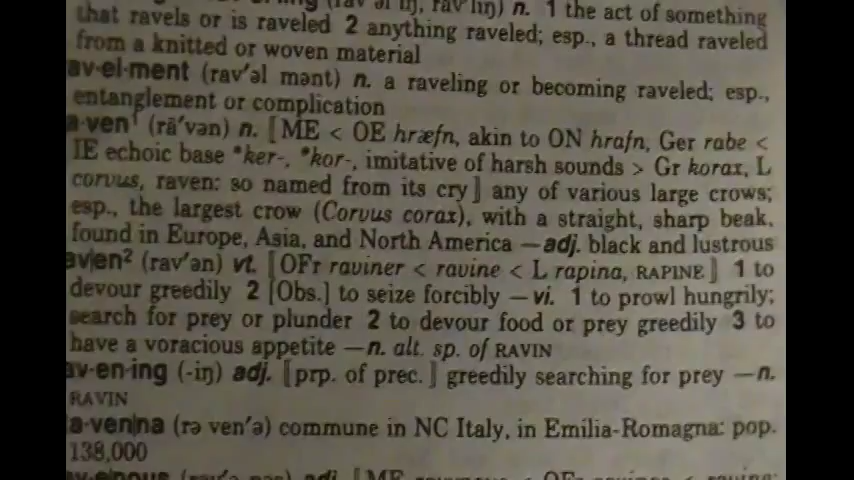 n. 1 the act of something
that ravels or is raveled 2 anything raveled; esp., a thread raveled
from a knitted or woven material
av·el·ment (rav′əl mənt) n. a raveling or becoming raveled; esp.,
entanglement or complication
a·ven¹ (rā′vən) n. [ME < OE hræfn, akin to ON hrafn, Ger rabe <
IE echoic base *ker-, *kor-, imitative of harsh sounds > Gr korax, L
corvus, raven: so named from its cry] any of various large crows;
esp., the largest crow (Corvus corax), with a straight, sharp beak,
found in Europe, Asia, and North America —adj. black and lustrous
av|en² (rav′ən) vt. [OFr raviner < ravine < L rapina, RAPINE] 1 to
devour greedily 2 [Obs.] to seize forcibly —vi. 1 to prowl hungrily;
search for prey or plunder 2 to devour food or prey greedily 3 to
have a voracious appetite —n. alt. sp. of RAVIN
av·en·ing (-iŋ) adj. [prp. of prec.] greedily searching for prey —n.
RAVIN
a·ven|na (rə ven′ə) commune in NC Italy, in Emilia-Romagna: pop.
138,000